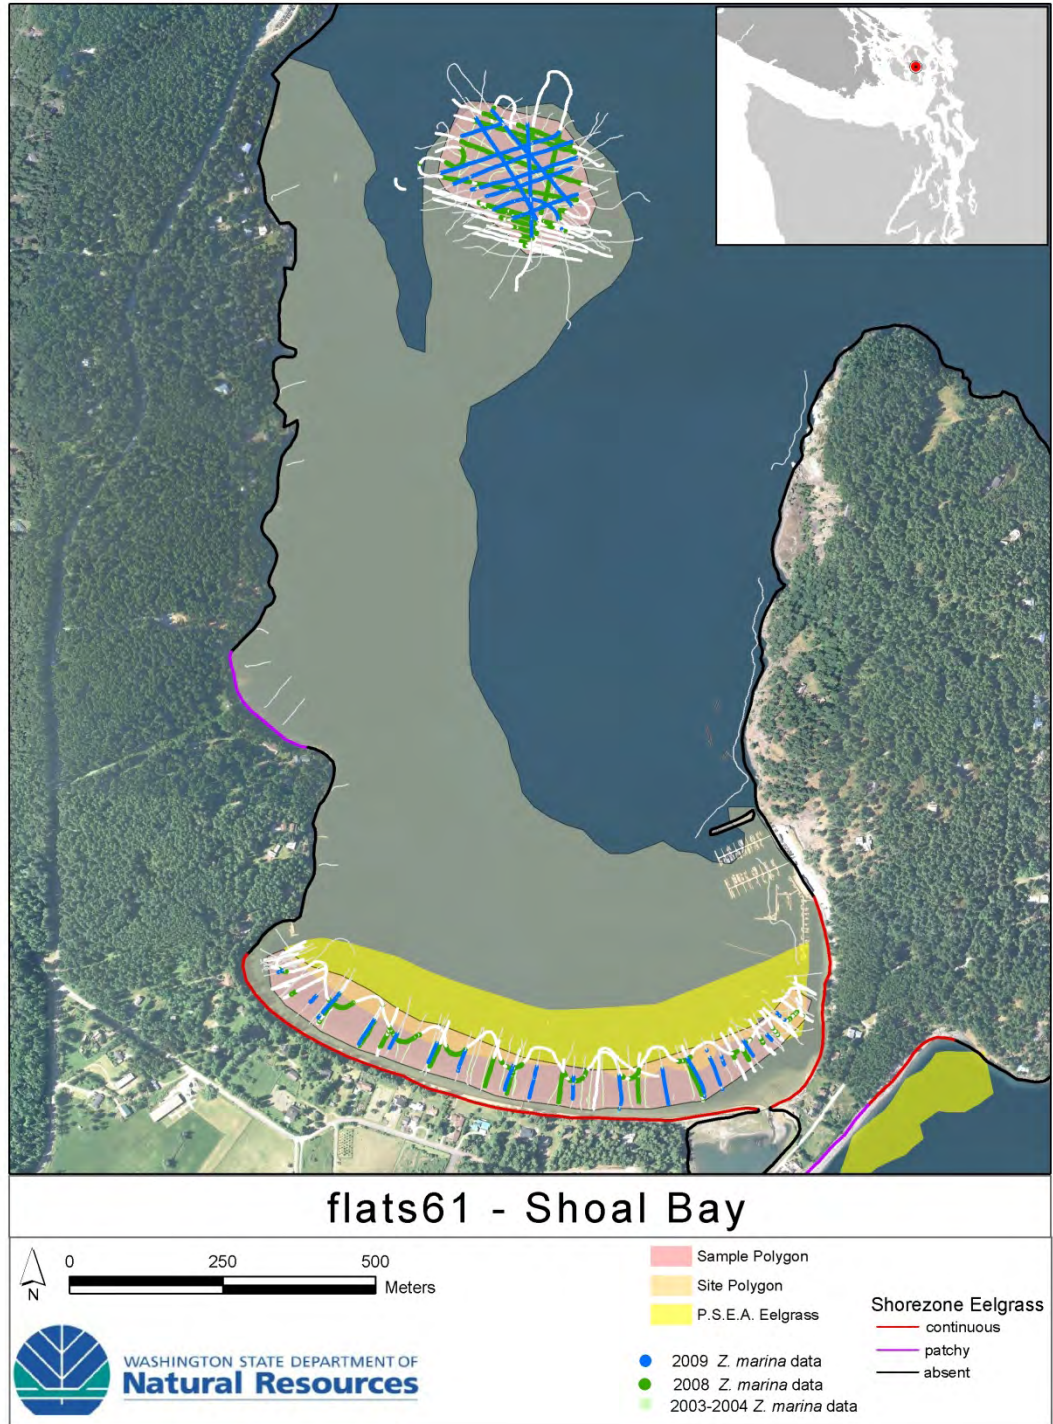 flats61 - Shoal Bay
0 250 500
Meters
N
WASHINGTON STATE DEPARTMENT OF
Natural Resources
Sample Polygon
Site Polygon
P.S.E.A. Eelgrass
2009 Z. marina data
2008 Z. marina data
2003-2004 Z. marina data
Shorezone Eelgrass
continuous
patchy
absent